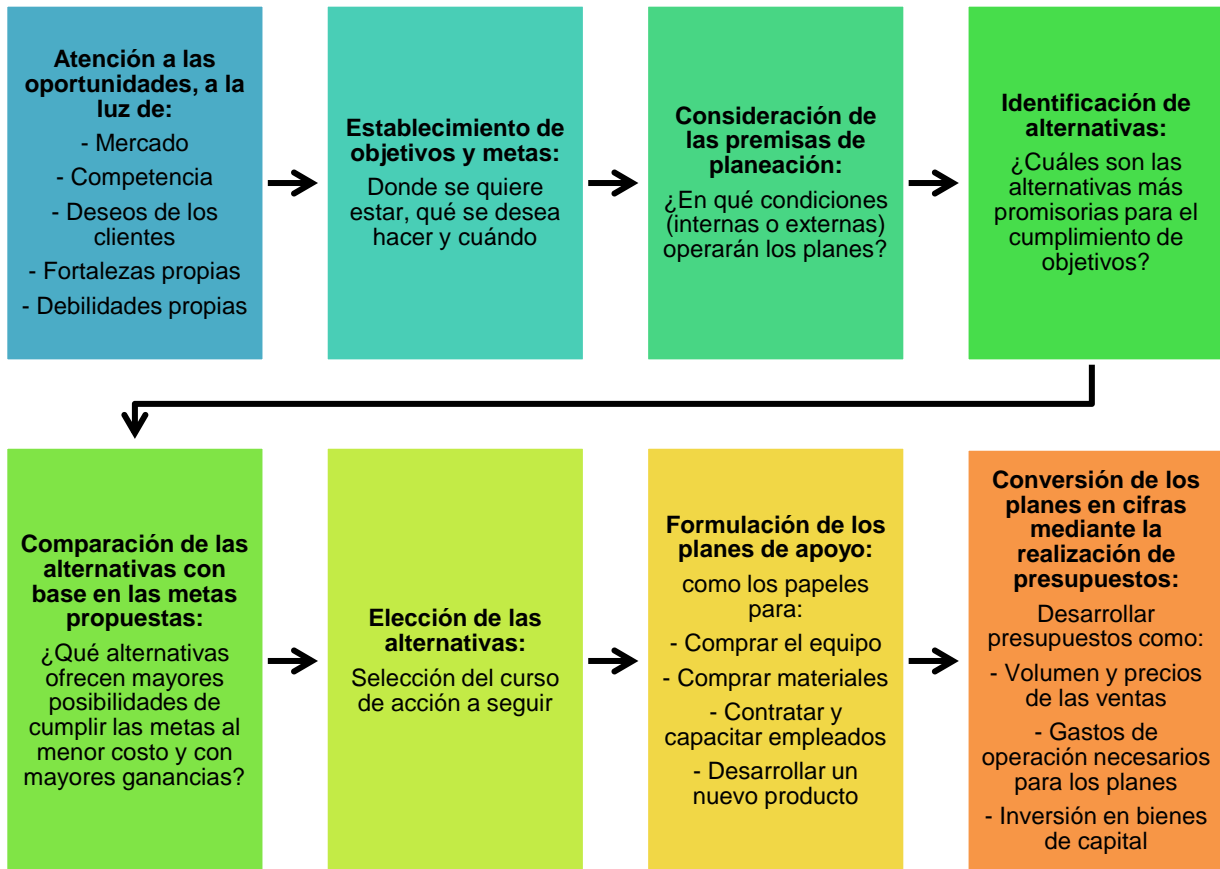 Atención a las
oportunidades, a la
luz de:
- Mercado
- Competencia
- Deseos de los
clientes
- Fortalezas propias
- Debilidades propias
Establecimiento de
objetivos y metas:
Donde se quiere
estar, qué se desea
hacer y cuándo
Consideración de
las premisas de
planeación:
¿En qué condiciones
(internas o externas)
operarán los planes?
Identificación de
alternativas:
¿Cuáles son las
alternativas más
promisorias para el
cumplimiento de
objetivos?
Comparación de las
alternativas con
base en las metas
propuestas:
¿Qué alternativas
ofrecen mayores
posibilidades de
cumplir las metas al
menor costo y con
mayores ganancias?
Elección de las
alternativas:
Selección del curso
de acción a seguir
Formulación de los
planes de apoyo:
como los papeles
para:
- Comprar el equipo
- Comprar materiales
- Contratar y
capacitar empleados
- Desarrollar un
nuevo producto
Conversión de los
planes en cifras
mediante la
realización de
presupuestos:
Desarrollar
presupuestos como:
- Volumen y precios
de las ventas
- Gastos de
operación necesarios
para los planes
- Inversión en bienes
de capital